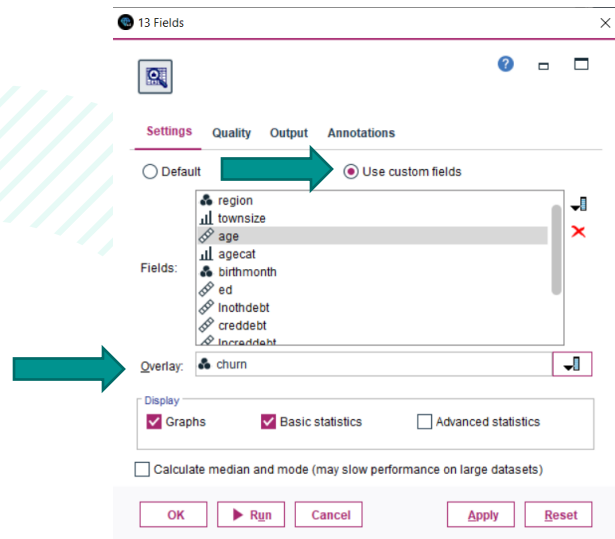 13 Fields
Settings Quality Output Annotations
Default Use custom fields
Fields:
region
townsize
age
agecat
birthmonth
ed
lnothdebt
creddebt
lncreddebt
Overlay: churn
Display
Graphs Basic statistics Advanced statistics
Calculate median and mode (may slow performance on large datasets)
OK Run Cancel Apply Reset